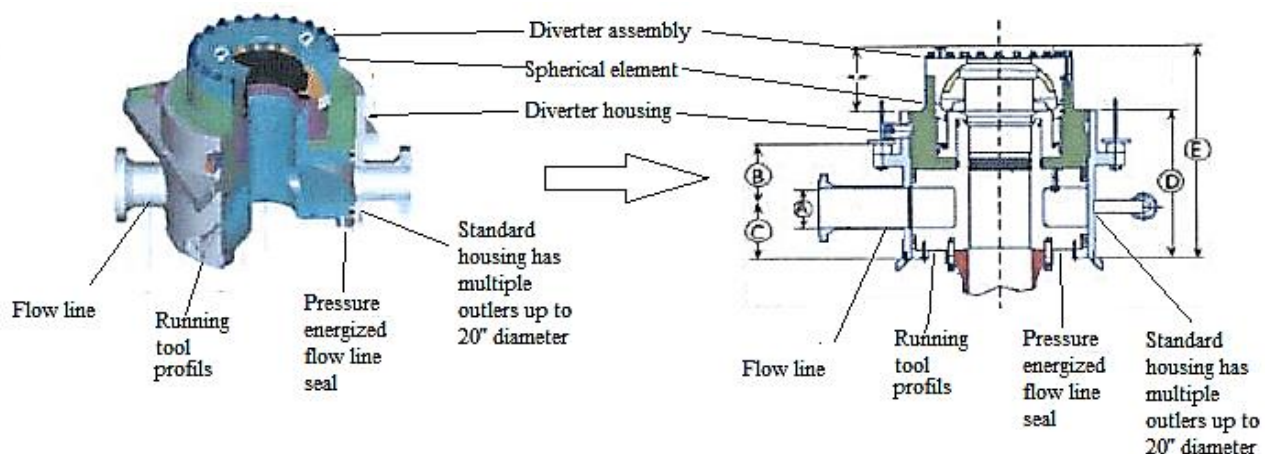 Diverter assembly
Spherical element
Diverter housing
Flow line
Running
tool
profils
Pressure
energized
flow line
seal
Standard
housing has
multiple
outlers up to
20" diameter
A
B
C
D
E
Flow line
Running
tool
profils
Pressure
energized
flow line
seal
Standard
housing has
multiple
outlers up to
20" diameter